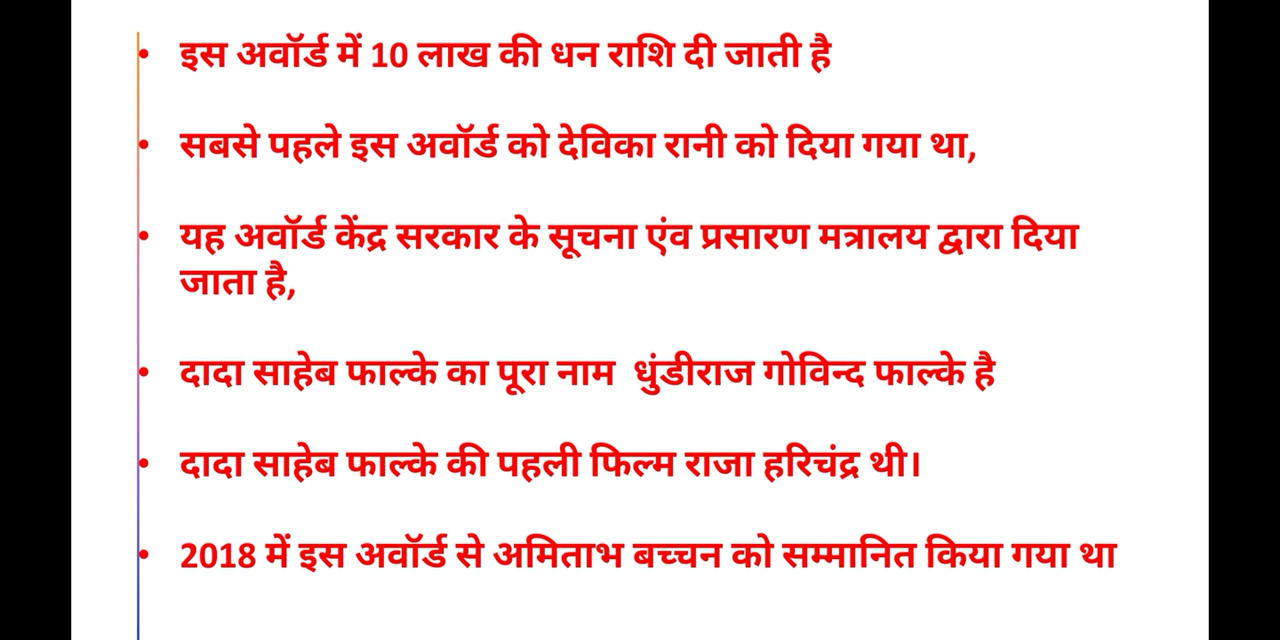 • इस अवॉर्ड में 10 लाख की धन राशि दी जाती है
• सबसे पहले इस अवॉर्ड को देविका रानी को दिया गया था,
• यह अवॉर्ड केंद्र सरकार के सूचना एंव प्रसारण मत्रालय द्वारा दिया
जाता है,
• दादा साहेब फाल्के का पूरा नाम धुंडीराज गोविन्द फाल्के है
• दादा साहेब फाल्के की पहली फिल्म राजा हरिचंद्र थी।
• 2018 में इस अवॉर्ड से अमिताभ बच्चन को सम्मानित किया गया था